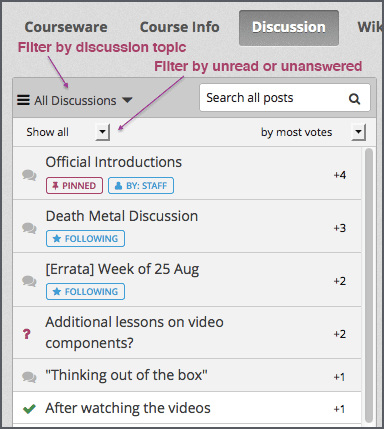 Courseware Course Info Discussion Wik
Filter by discussion topic
Filter by unread or unanswered
All Discussions Search all posts
Show all by most votes
Official Introductions +4
PINNED BY: STAFF
Death Metal Discussion +3
FOLLOWING
[Errata] Week of 25 Aug +2
FOLLOWING
? Additional lessons on video +2
components?
"Thinking out of the box" +1
After watching the videos +1